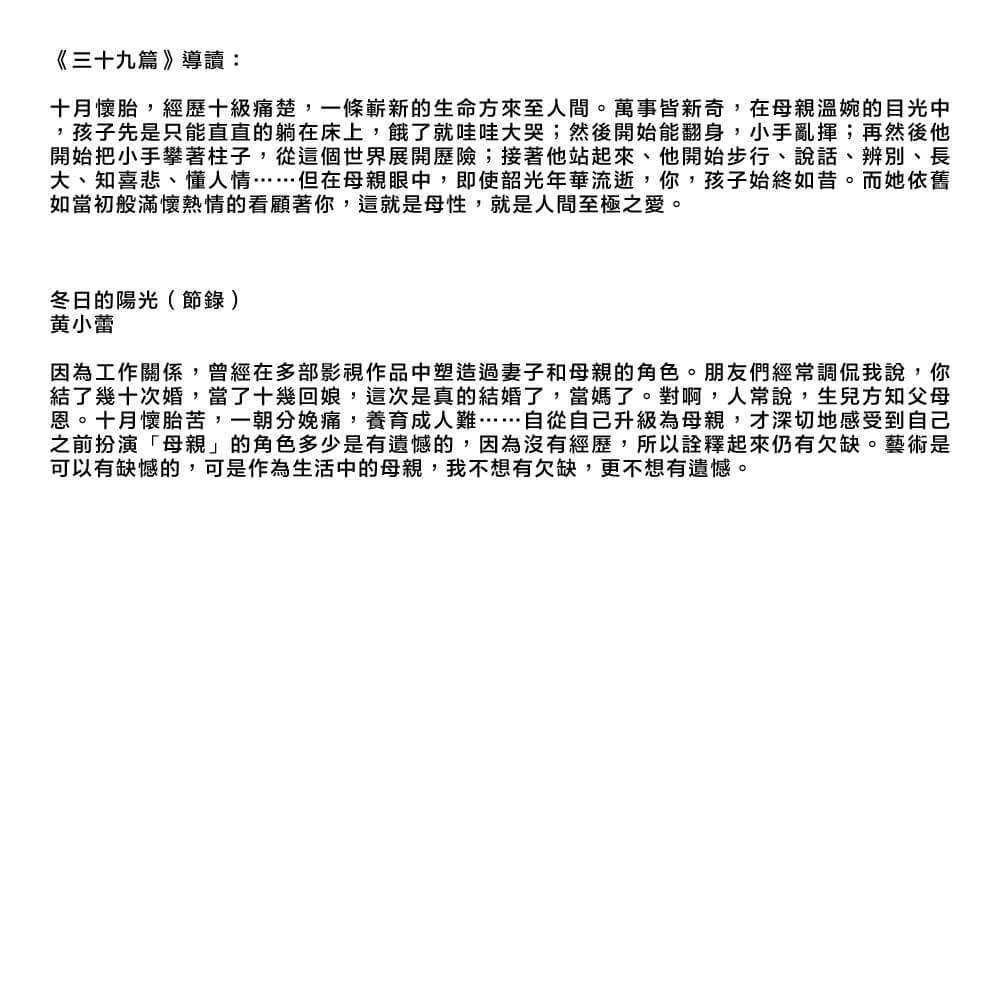 《三十九篇》導讀：
十月懷胎，經歷十級痛楚，一條嶄新的生命方來至人間。萬事皆新奇，在母親溫婉的目光中
，孩子先是只能直直的躺在床上，餓了就哇哇大哭；然後開始能翻身，小手亂揮；再然後他
開始把小手攀著柱子，從這個世界展開歷險；接著他站起來、他開始步行、說話、辨別、長
大、知喜悲、懂人情……但在母親眼中，即使韶光年華流逝，你，孩子始終如昔。而她依舊
如當初般滿懷熱情的看顧著你，這就是母性，就是人間至極之愛。
冬日的陽光（節錄）
黄小蕾
因為工作關係，曾經在多部影視作品中塑造過妻子和母親的角色。朋友們經常調侃我說，你
結了幾十次婚，當了十幾回娘，這次是真的結婚了，當媽了。對啊，人常說，生兒方知父母
恩。十月懷胎苦，一朝分娩痛，養育成人難……自從自己升級為母親，才深切地感受到自己
之前扮演「母親」的角色多少是有遺憾的，因為沒有經歷，所以詮釋起來仍有欠缺。藝術是
可以有缺憾的，可是作為生活中的母親，我不想有欠缺，更不想有遺憾。